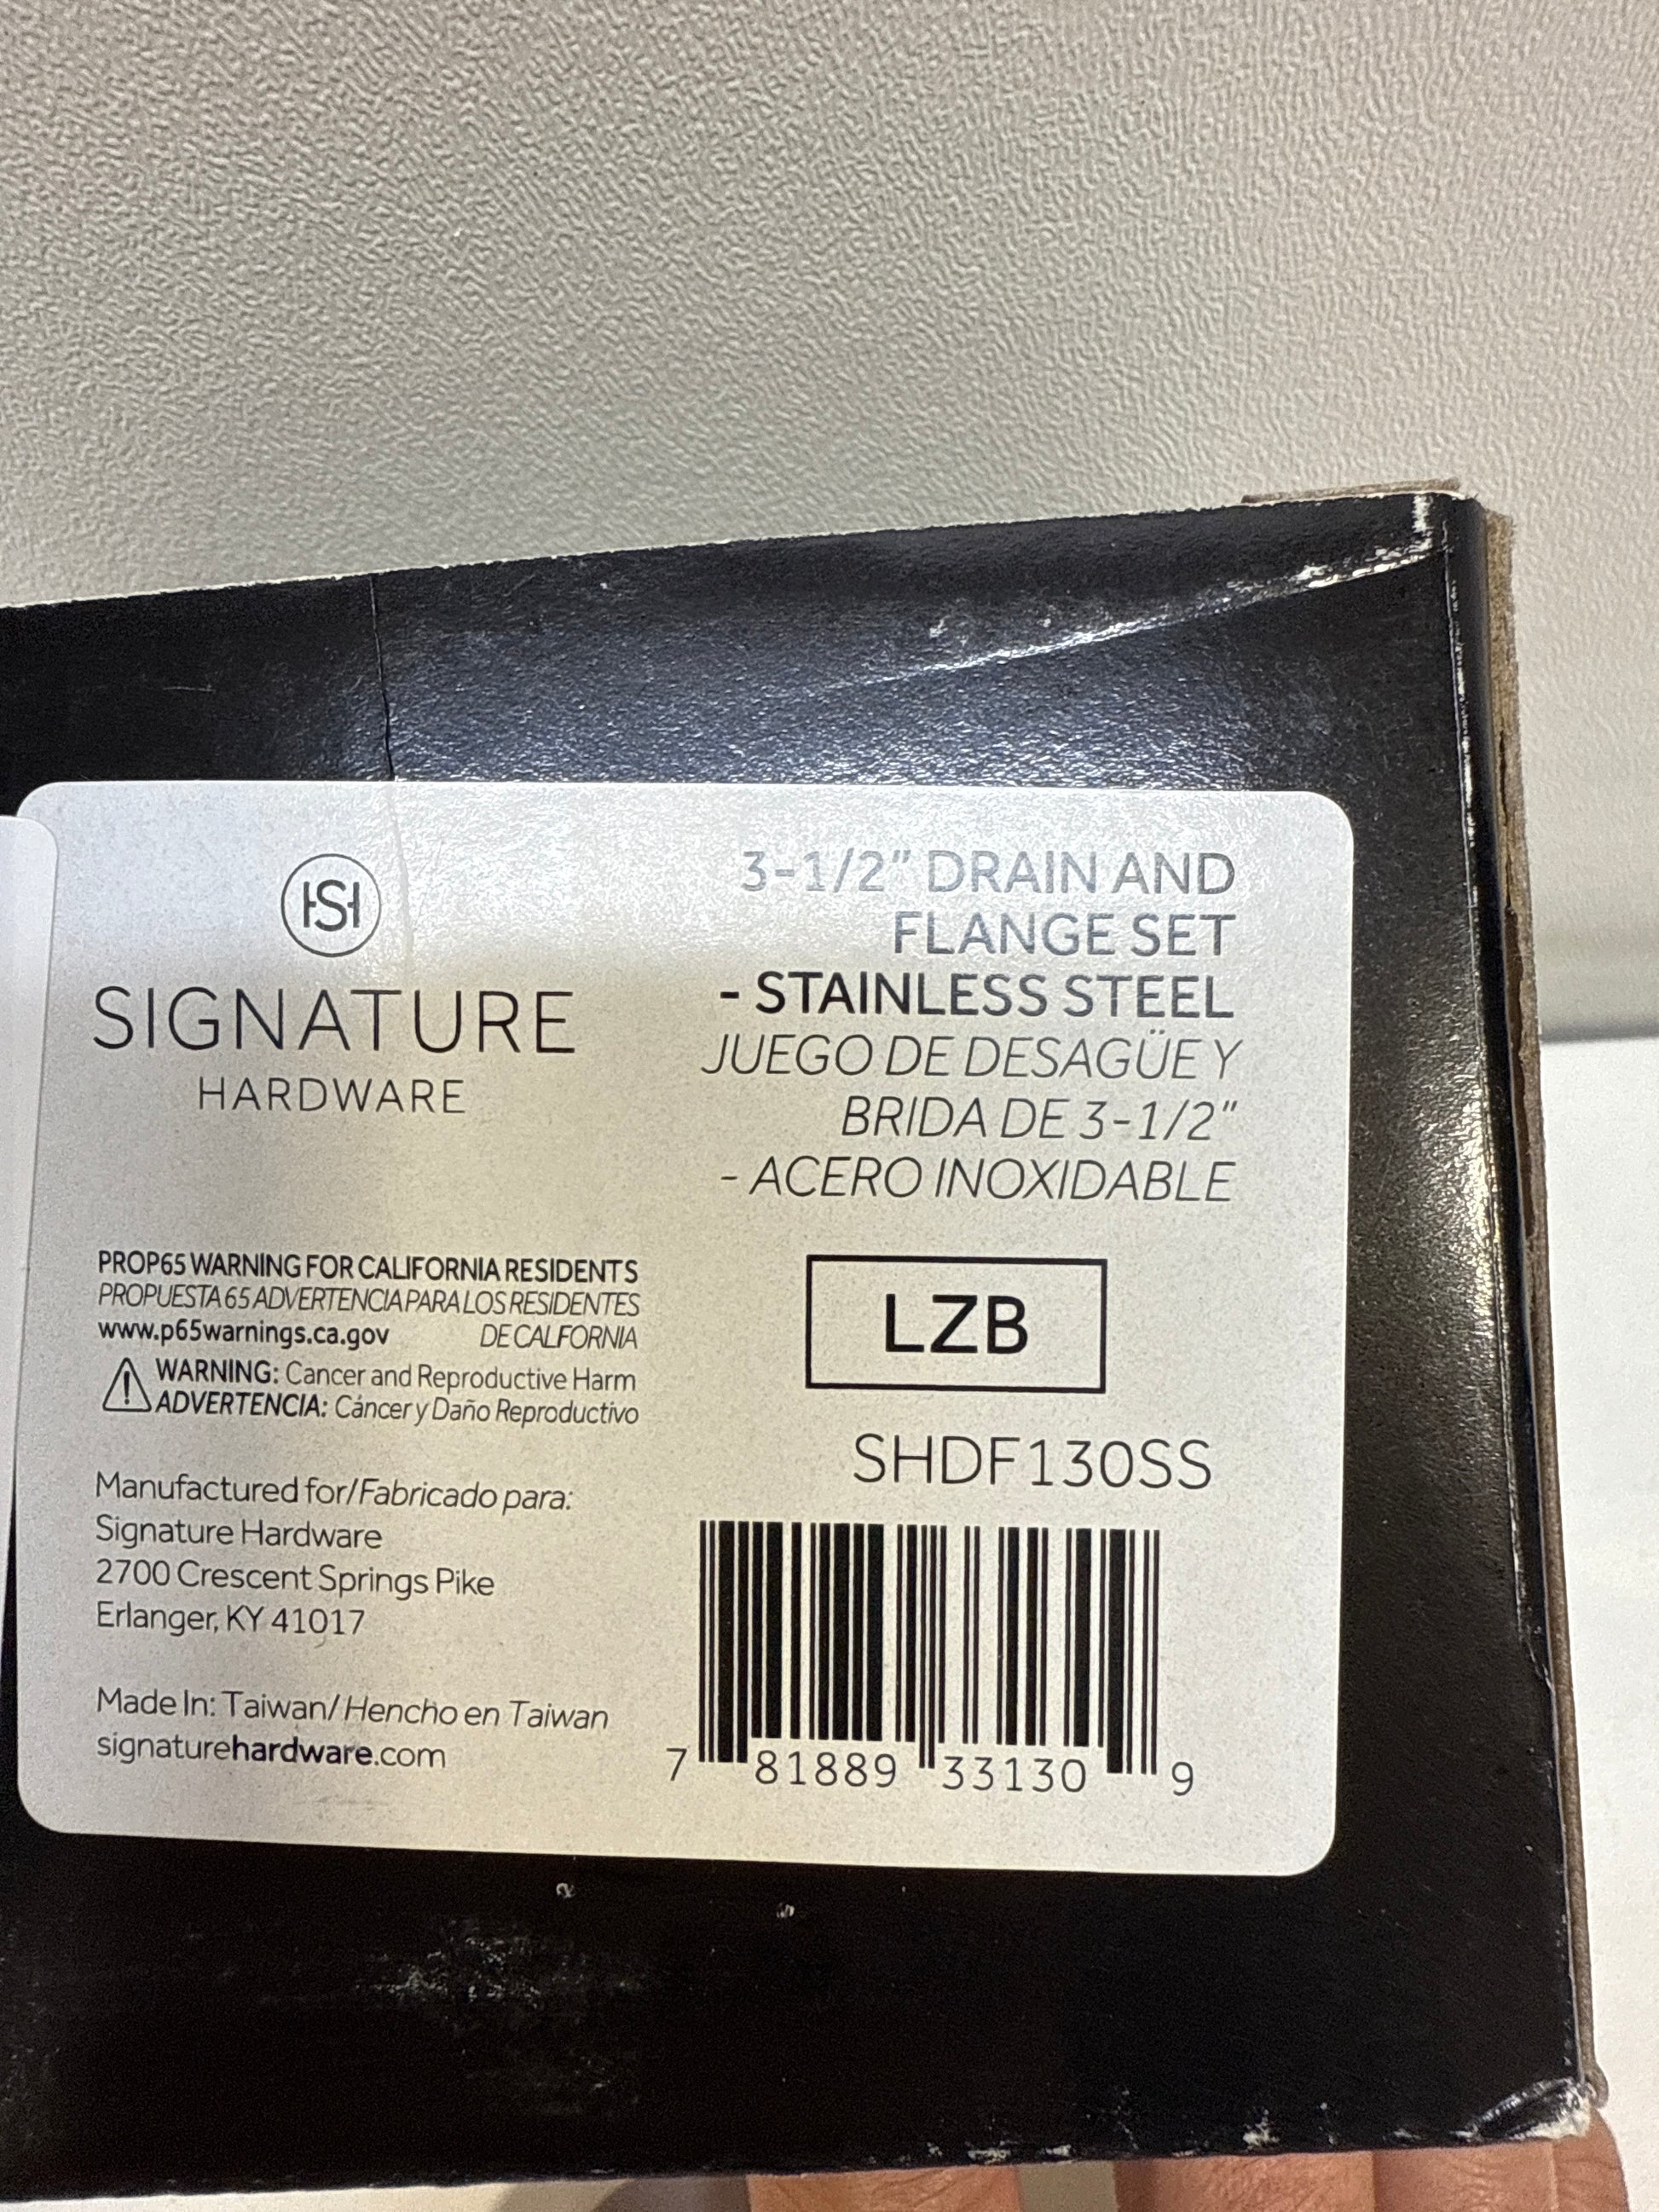 HS
SIGNATURE
HARDWARE
3-1/2" DRAIN AND
FLANGE SET
- STAINLESS STEEL
JUEGO DE DESAGÜE Y
BRIDA DE 3-1/2"
- ACERO INOXIDABLE
PROP65 WARNING FOR CALIFORNIA RESIDENTS
PROPUESTA 65 ADVERTENCIA PARA LOS RESIDENTES
www.p65warnings.ca.gov DE CALFORNIA
WARNING: Cancer and Reproductive Harm
ADVERTENCIA: Cáncer y Daño Reproductivo
LZB
SHDF130SS
Manufactured for/Fabricado para:
Signature Hardware
2700 Crescent Springs Pike
Erlanger, KY 41017
Made In: Taiwan/Hencho en Taiwan
signaturehardware.com
7 81889 33130 9